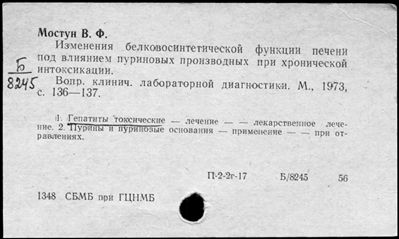 Мостун В. Ф.
Изменения белковосинтетической функции печени
под влиянием пуриновых производных при хронической
интоксикации.
Б
8245
Вопр. клинич. лабораторной диагностики. М., 1973,
с. 136—137.
1. Гепатиты токсические — лечение — — лекарственное лече-
ние. 2. Пурины и пуриновые основания — применение — — при от-
равлениях.
П-2-2г-17 Б/8245 56
1348 СБМБ при ГЦНМБ